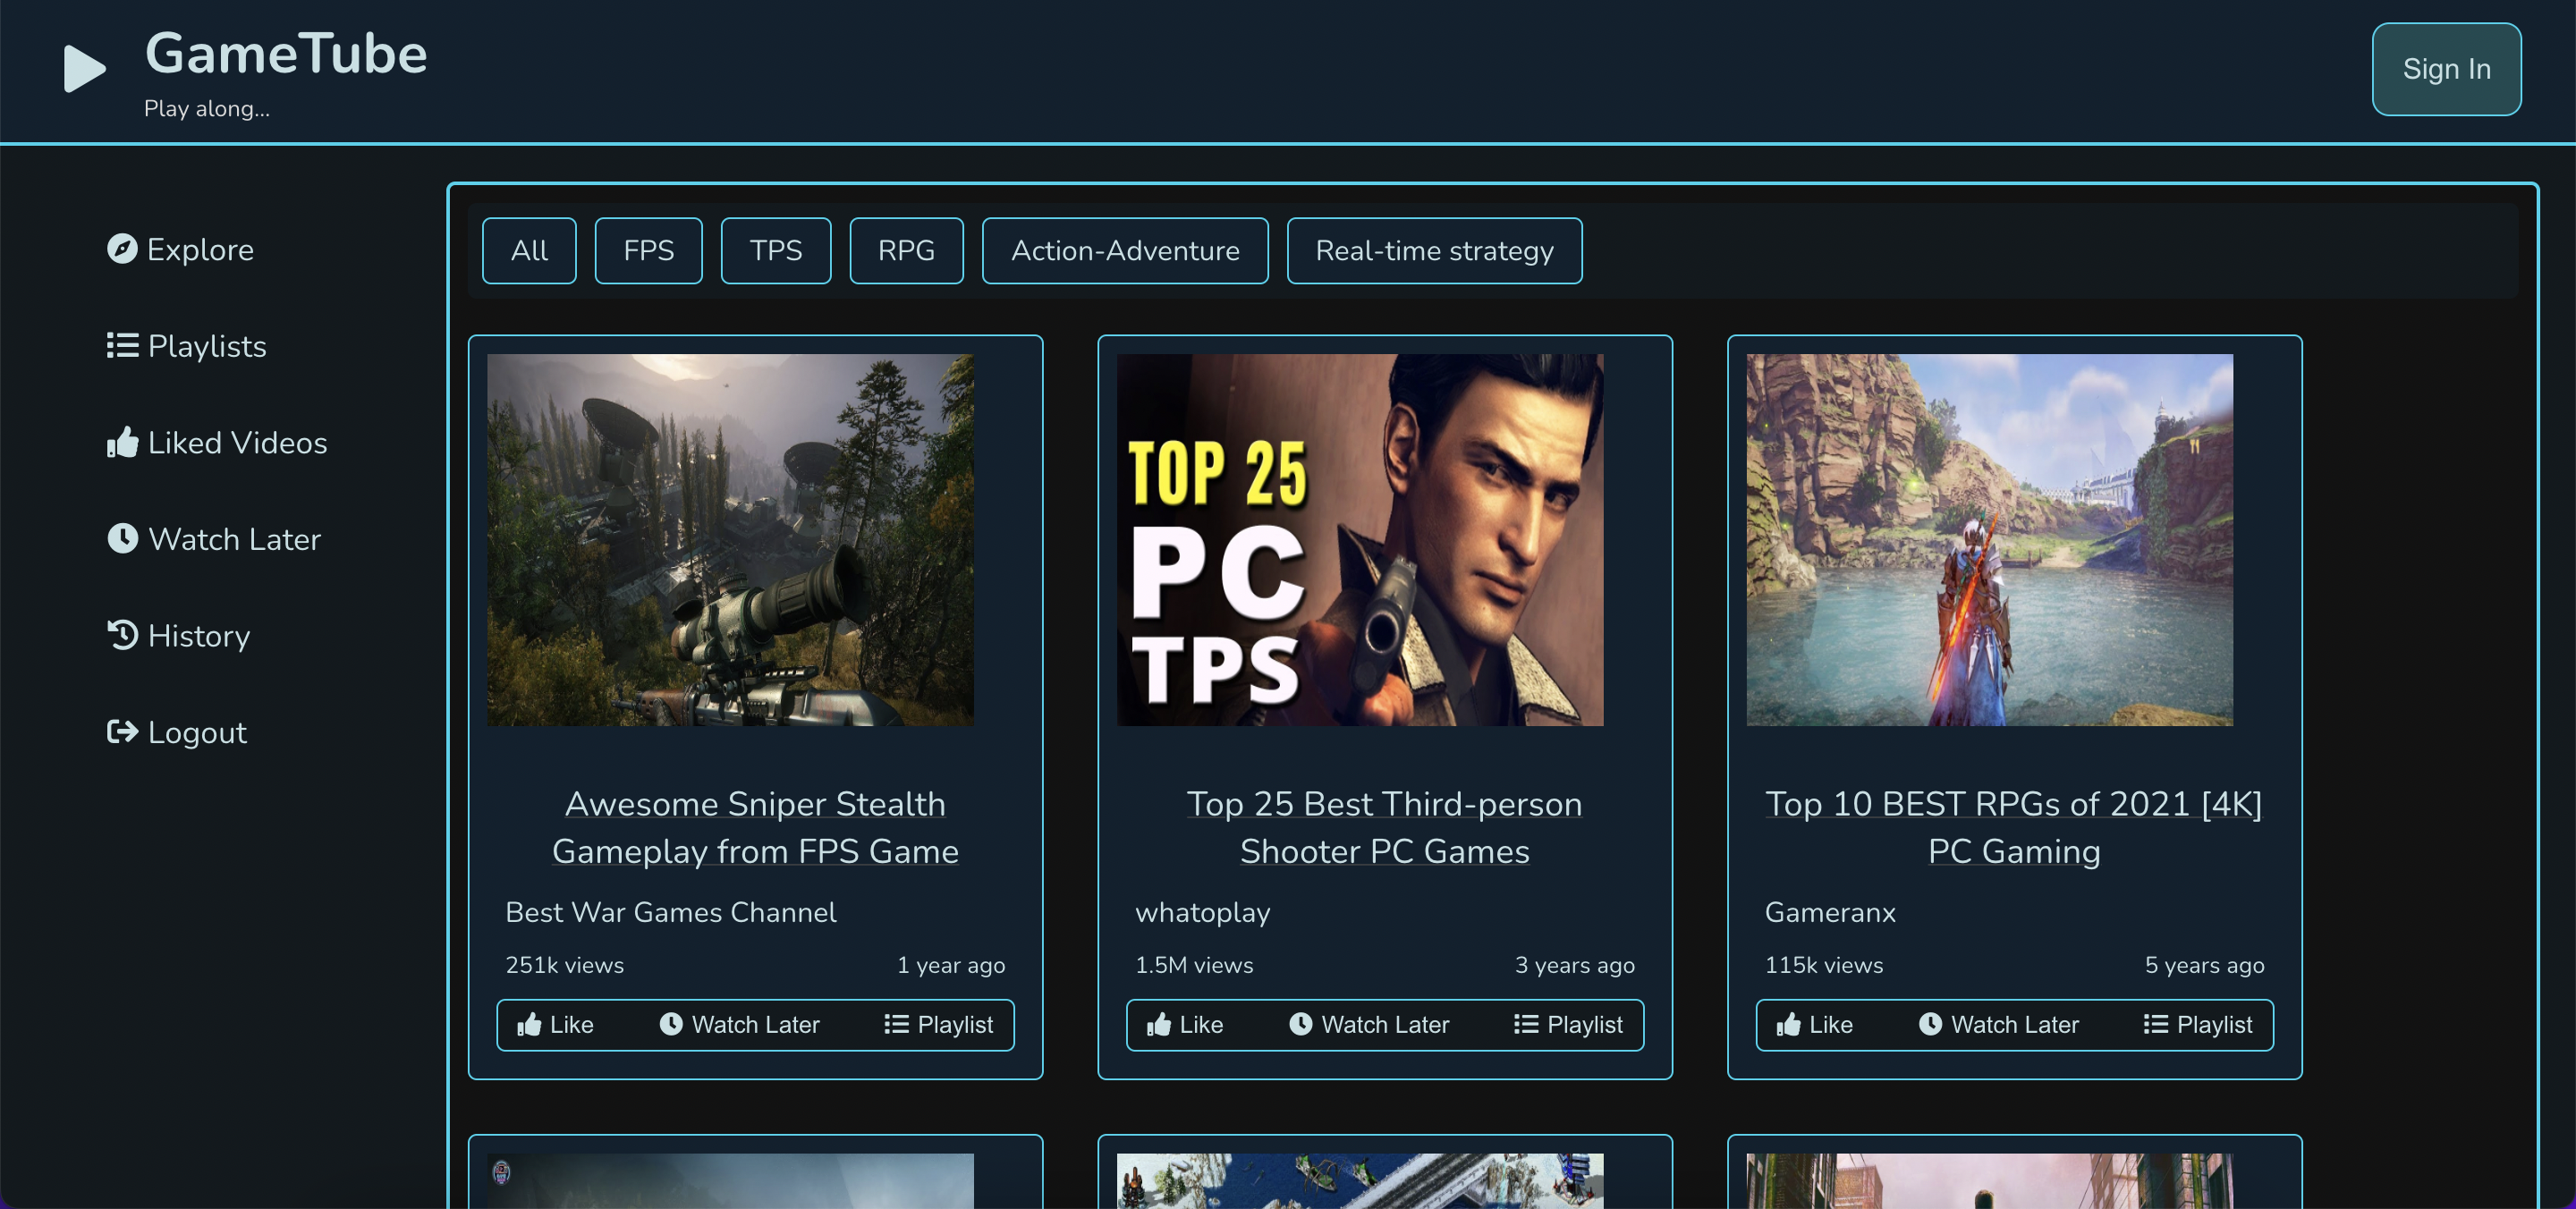 GameTube
Play along...
Sign In
Explore
Playlists
Liked Videos
Watch Later
History
Logout
All
FPS
TPS
RPG
Action-Adventure
Real-time strategy
TOP 25
PC
TPS
Awesome Sniper Stealth
Gameplay from FPS Game
Best War Games Channel
251k views
1 year ago
Like
Watch Later
Playlist
Top 25 Best Third-person
Shooter PC Games
whatoplay
1.5M views
3 years ago
Like
Watch Later
Playlist
Top 10 BEST RPGs of 2021 [4K]
PC Gaming
Gameranx
115k views
5 years ago
Like
Watch Later
Playlist